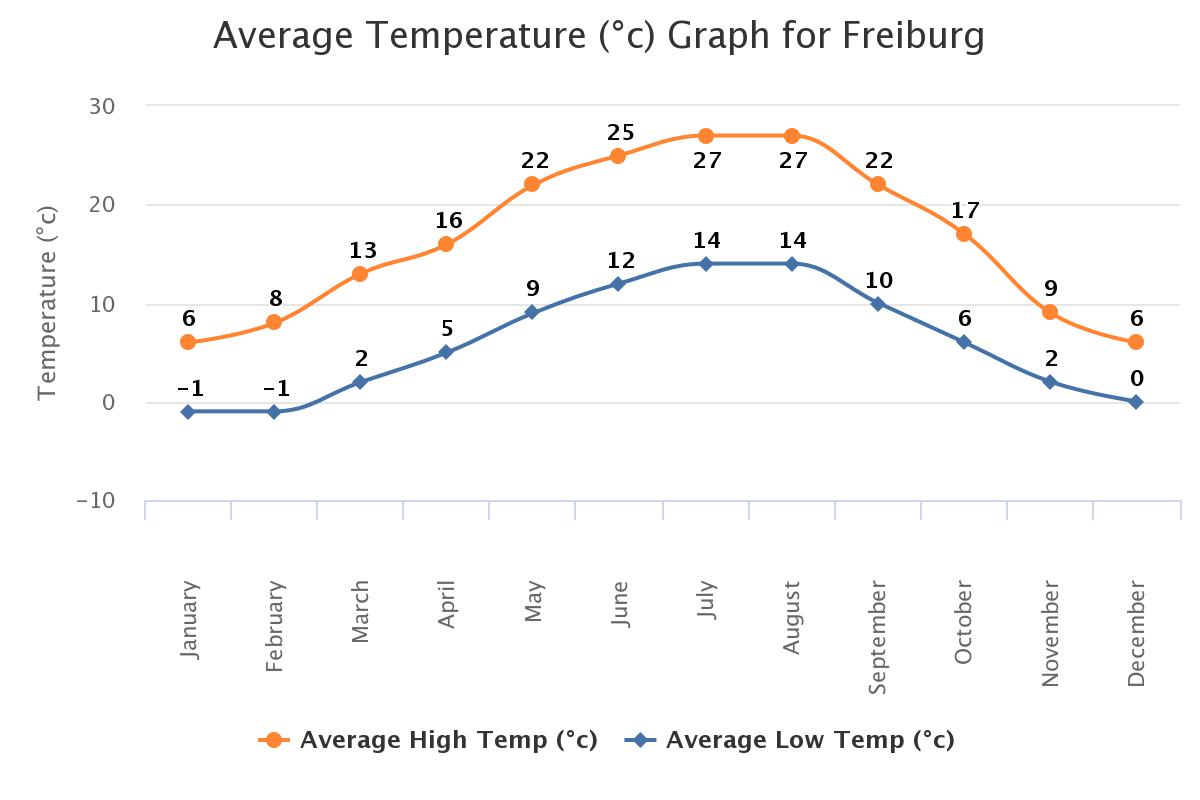 Average Temperature (°c) Graph for Freiburg
Temperature (°c)
30
20
10
0
−10
6
8
13
16
22
25
27
27
22
17
9
6
−1
−1
2
5
9
12
14
14
10
6
2
0
January
February
March
April
May
June
July
August
September
October
November
December
Average High Temp (°c)
Average Low Temp (°c)